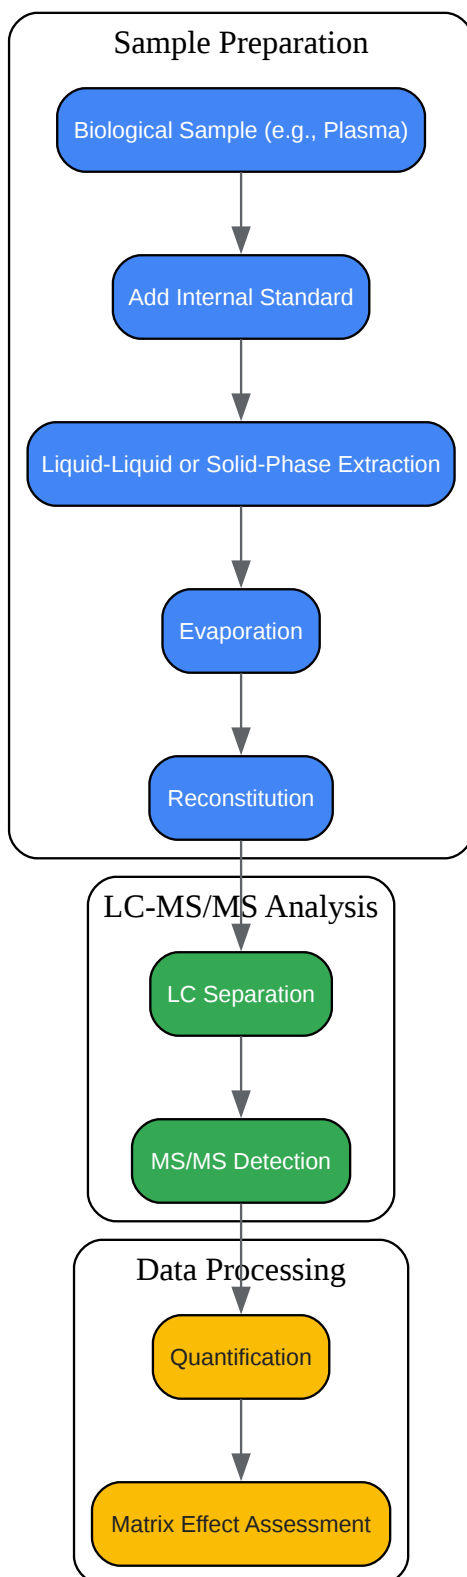 Sample Preparation
Biological Sample (e.g., Plasma)
Add Internal Standard
Liquid-Liquid or Solid-Phase Extraction
Evaporation
Reconstitution
LC-MS/MS Analysis
LC Separation
MS/MS Detection
Data Processing
Quantification
Matrix Effect Assessment